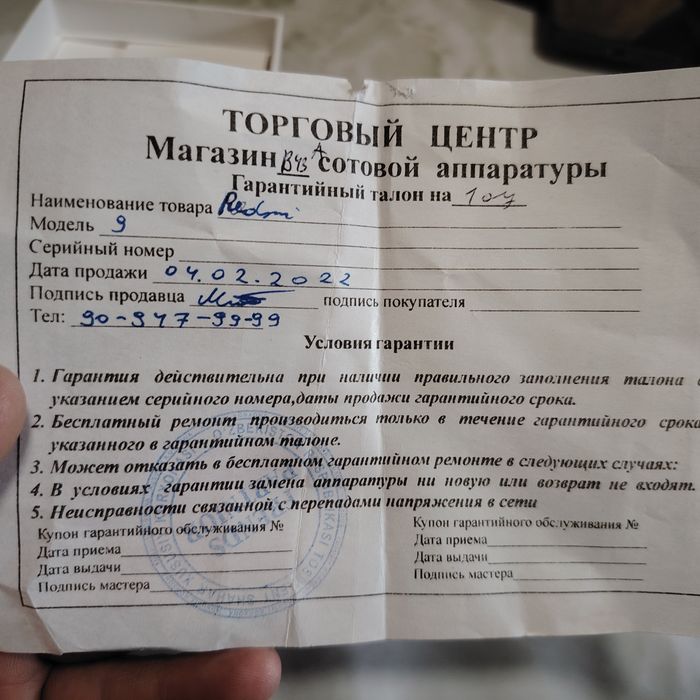 ТОРГОВЫЙ ЦЕНТР
Магазин В43 А сотовой аппаратуры
Гарантийный талон на
Наименование товара Redmi
Модель 9
Серийный номер
Дата продажи 04.02.2022
Подпись продавца подпись покупателя
Тел: 90-947-99-99
Условия гарантии
1. Гарантия действительна при наличии правильного заполнения талона с
указанием серийного номера,даты продажи гарантийного срока.
2. Бесплатный ремонт производиться только в течение гарантийного срока
указанного в гарантийном талоне.
3. Может отказать в бесплатном гарантийном ремонте в следующих случаях:
4. В условиях гарантии замена аппаратуры ни новую или возврат не входят.
5. Неисправности связанной с перепадами напряжения в сети
Купон гарантийного обслуживания № Купон гарантийного обслуживания №
Дата приема Дата приема
Дата выдачи Дата выдачи
Подпись мастера Подпись мастера